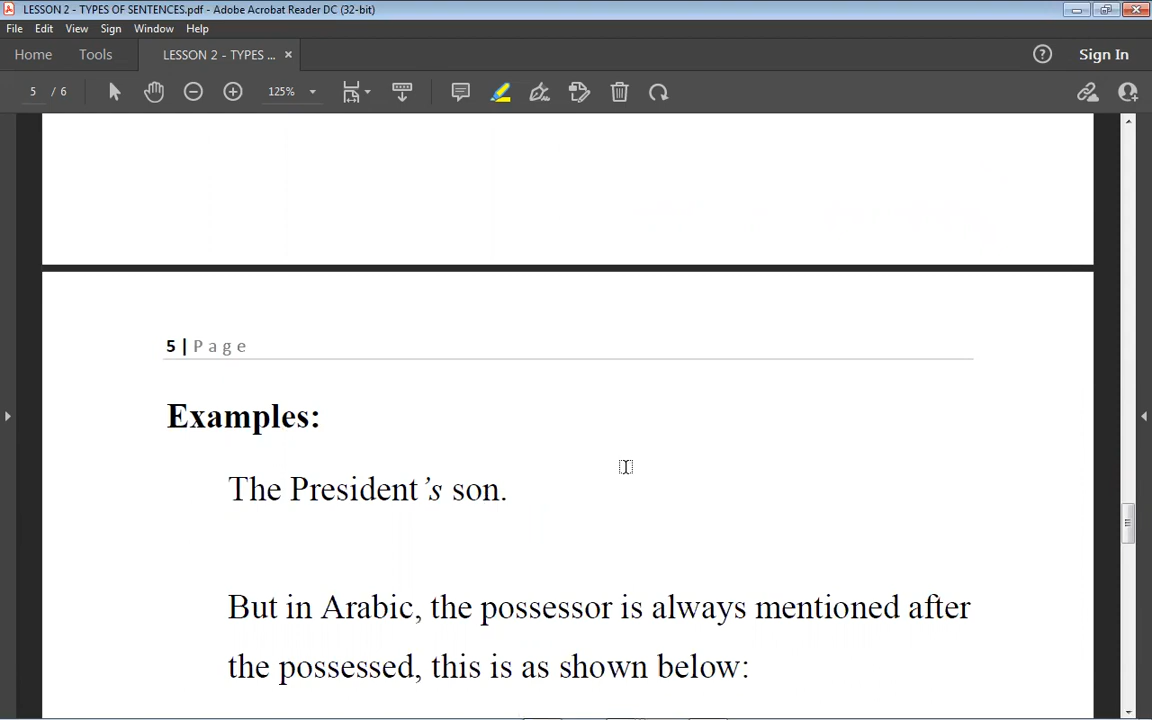 LESSON 2 - TYPES OF SENTENCES.pdf - Adobe Acrobat Reader DC (32-bit)
File Edit View Sign Window Help
Home Tools LESSON 2 - TYPES ... × Sign In
5 / 6 125%
5 | Page
Examples:
The President's son.
But in Arabic, the possessor is always mentioned after
the possessed, this is as shown below: